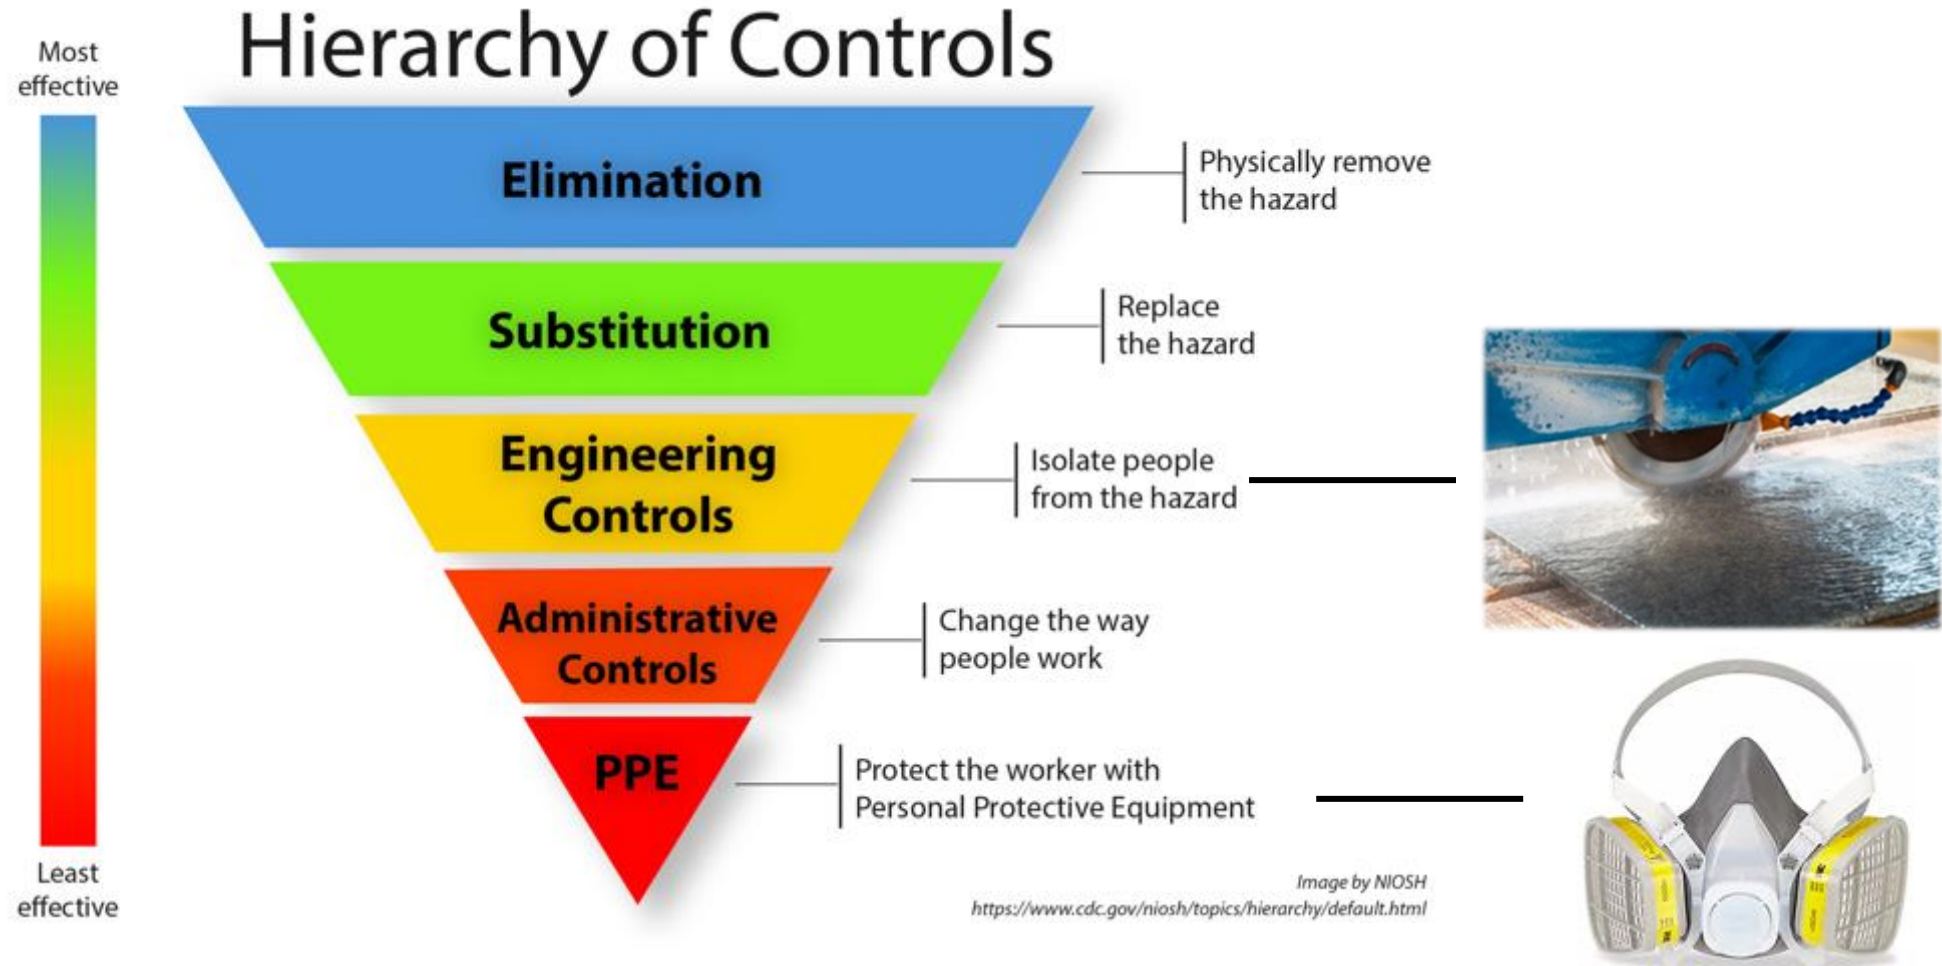 Hierarchy of Controls
Most
effective
Elimination
Physically remove
the hazard
Substitution
Replace
the hazard
Engineering
Controls
Isolate people
from the hazard
Administrative
Controls
Change the way
people work
PPE
Protect the worker with
Personal Protective Equipment
Least
effective
Image by NIOSH
https://www.cdc.gov/niosh/topics/hierarchy/default.html